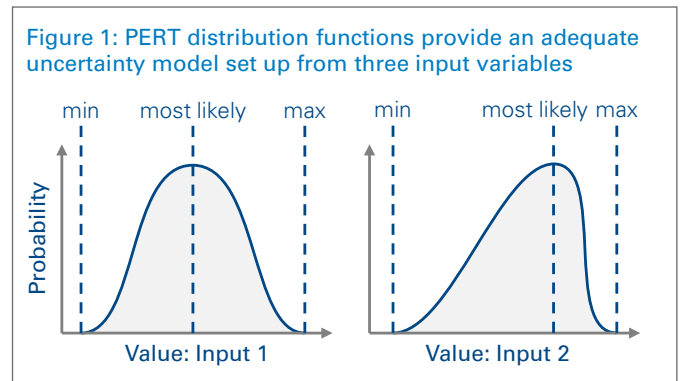 Figure 1: PERT distribution functions provide an adequate
uncertainty model set up from three input variables
min most likely max
min most likely max
Probability
Value: Input 1
Value: Input 2